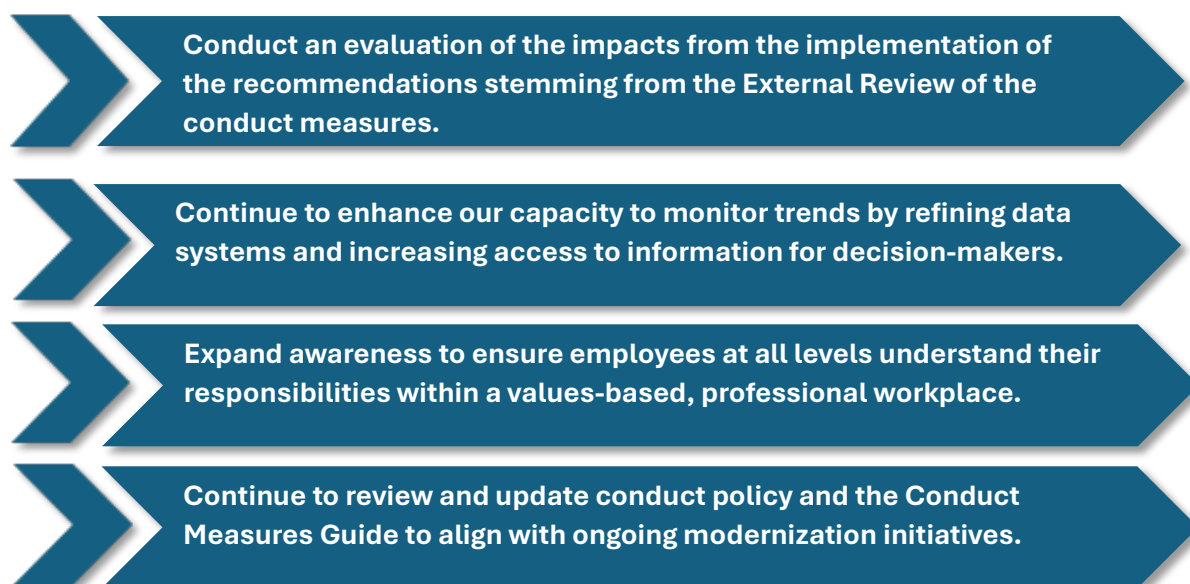 Conduct an evaluation of the impacts from the implementation of
the recommendations stemming from the External Review of the
conduct measures.
Continue to enhance our capacity to monitor trends by refining data
systems and increasing access to information for decision-makers.
Expand awareness to ensure employees at all levels understand their
responsibilities within a values-based, professional workplace.
Continue to review and update conduct policy and the Conduct
Measures Guide to align with ongoing modernization initiatives.